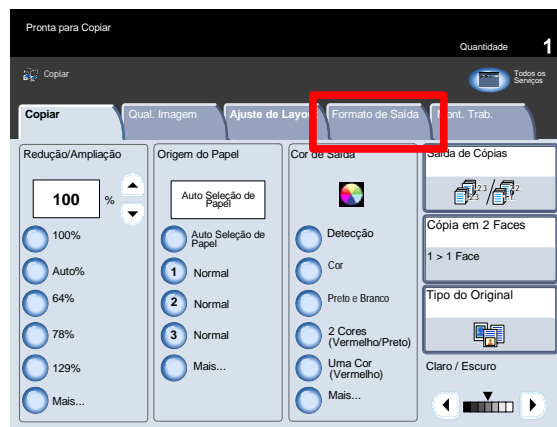 Pronta para Copiar
Quantidade 1
Copiar
Todos os
Serviços
Copiar
Qual. Imagem
Ajuste de Layou
Formato de Saída
Mont. Trab.
Redução/Ampliação
100 %
100%
Auto%
64%
78%
129%
Mais...
Origem do Papel
Auto Seleção de
Papel
Auto Seleção de
Papel
1 Normal
2 Normal
3 Normal
Mais...
Cor de Saída
Detecção
Cor
Preto e Branco
2 Cores
(Vermelho/Preto)
Uma Cor
(Vermelho)
Mais...
Saída de Cópias
Cópia em 2 Faces
1 > 1 Face
Tipo do Original
Claro / Escuro